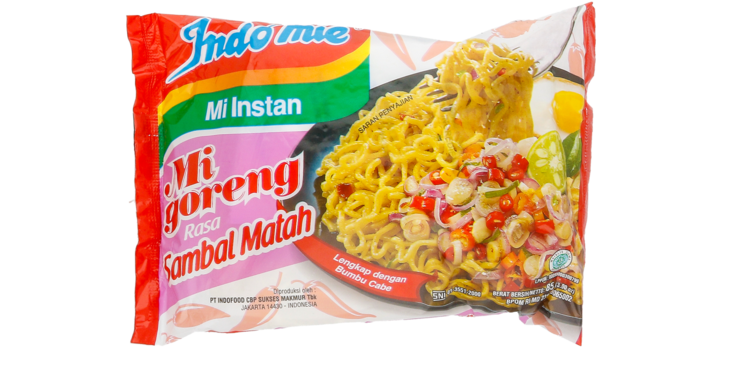 Indomie
Mi Instan
Mi
goreng
Rasa
Sambal Matah
SARAN PENYAJIAN
Lengkap dengan
Bumbu Cabe
Diproduksi oleh :
PT INDOFOOD CBP SUKSES MAKMUR Tbk
JAKARTA 14430 - INDONESIA
SNI